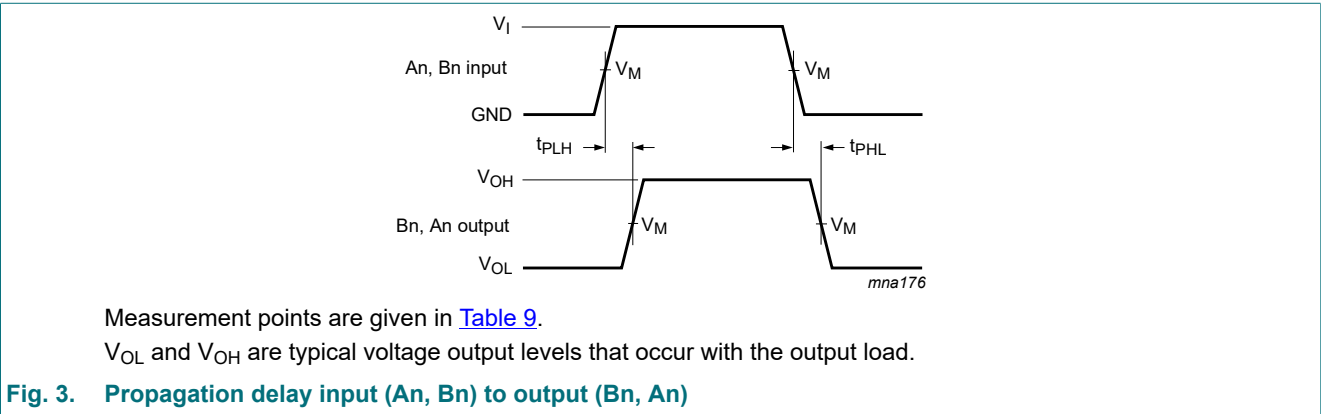 VI
An, Bn input
VM
VM
GND
tPLH
tPHL
VOH
Bn, An output
VM
VM
VOL
mna176
Measurement points are given in Table 9.
VOL and VOH are typical voltage output levels that occur with the output load.
Fig. 3. Propagation delay input (An, Bn) to output (Bn, An)